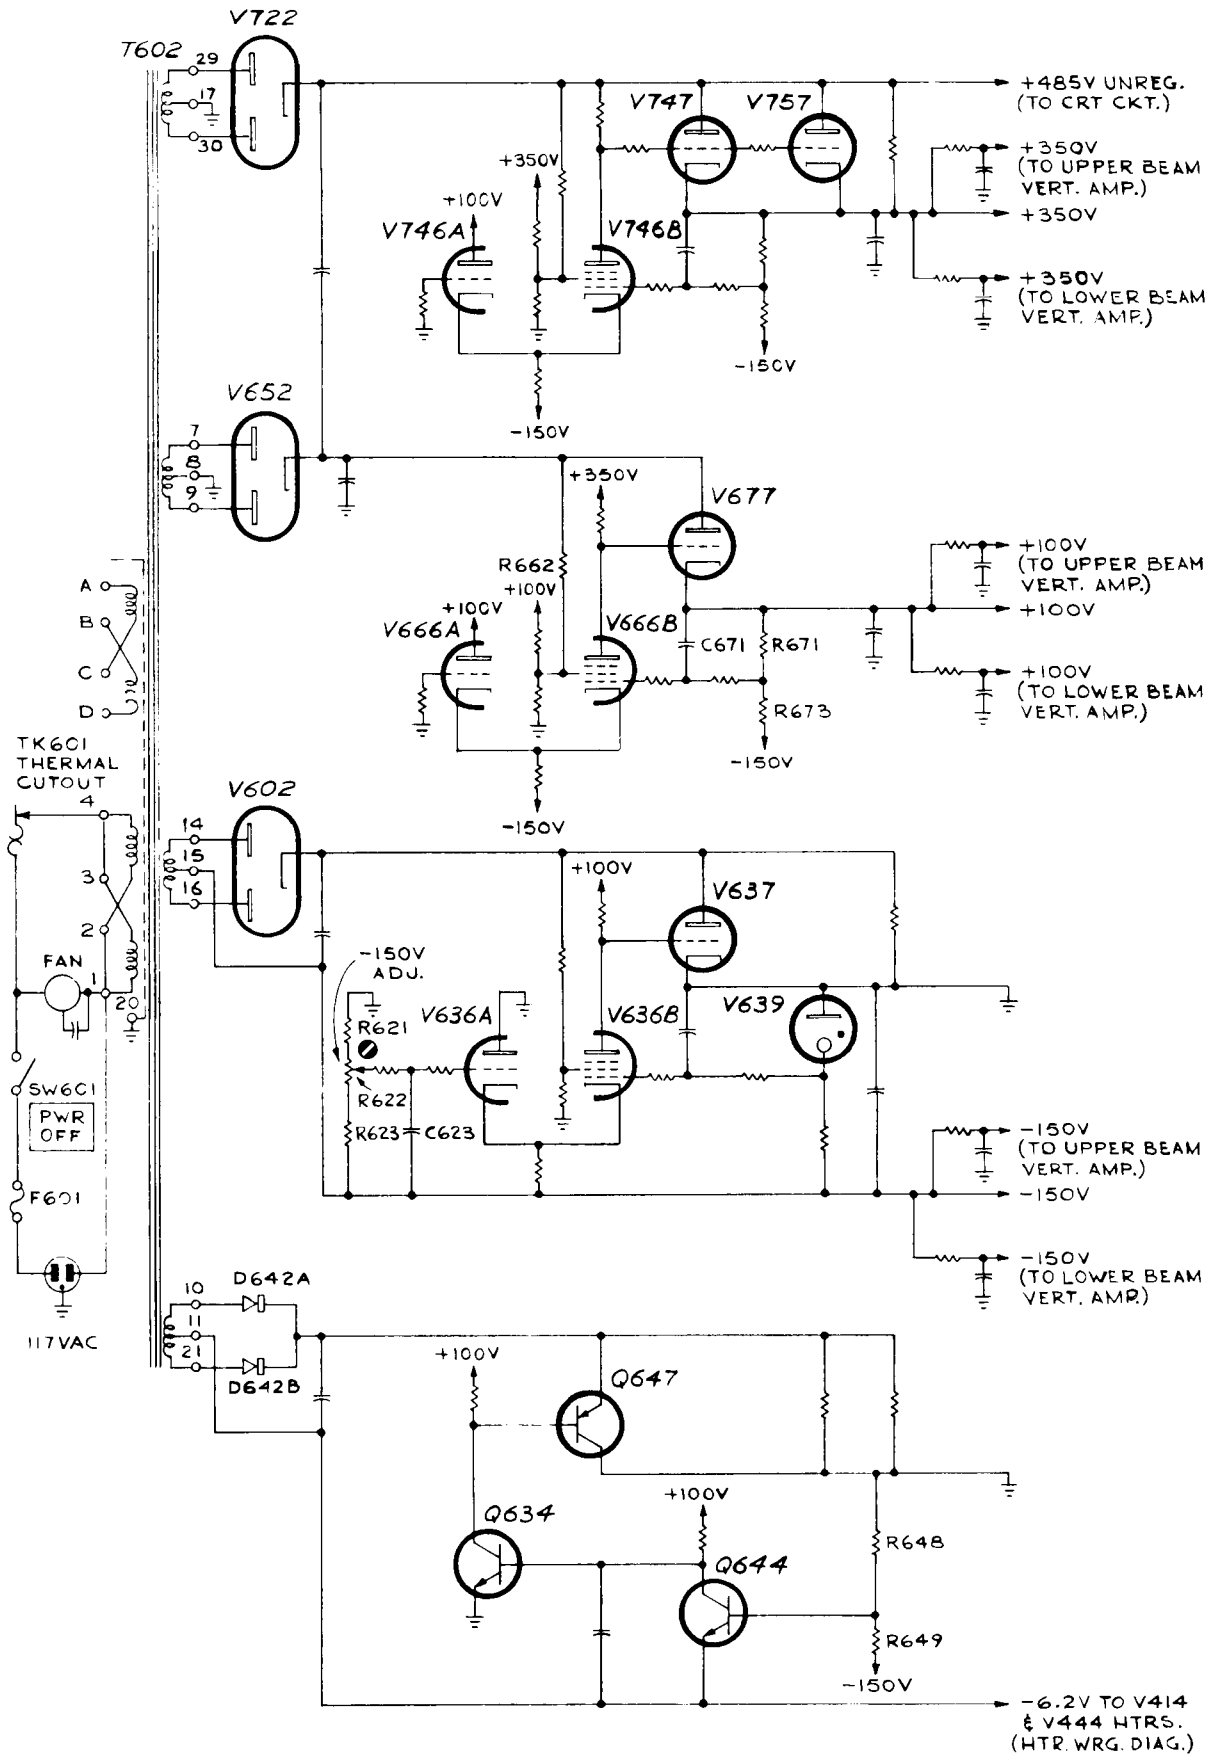 V722
T602
29
17
30
+485V UNREG.
(TO CRT CKT.)
V747
V757
+350V
(TO UPPER BEAM
VERT. AMP.)
+350V
+100V
+350V
V746A
V746B
+350V
(TO LOWER BEAM
VERT. AMP.)
-150V
-150V
V652
7
8
9
+350V
V677
R662
+100V
(TO UPPER BEAM
VERT. AMP.)
+100V
+100V
+100V
V666A
V666B
C671
R671
+100V
(TO LOWER BEAM
VERT. AMP.)
R673
-150V
-150V
A
B
C
D
TK601
THERMAL
CUTOUT
4
3
2
1
20
FAN
SW601
PWR
OFF
F601
117VAC
V602
14
15
16
+100V
V637
-150V
ADJ.
R621
V636A
V636B
V639
R622
R623
C623
-150V
(TO UPPER BEAM
VERT. AMP.)
-150V
-150V
(TO LOWER BEAM
VERT. AMP.)
10
11
21
D642A
D642B
+100V
Q647
+100V
Q634
Q644
R648
R649
-150V
-6.2V TO V414
& V444 HTRS.
(HTR. WRG. DIAG.)